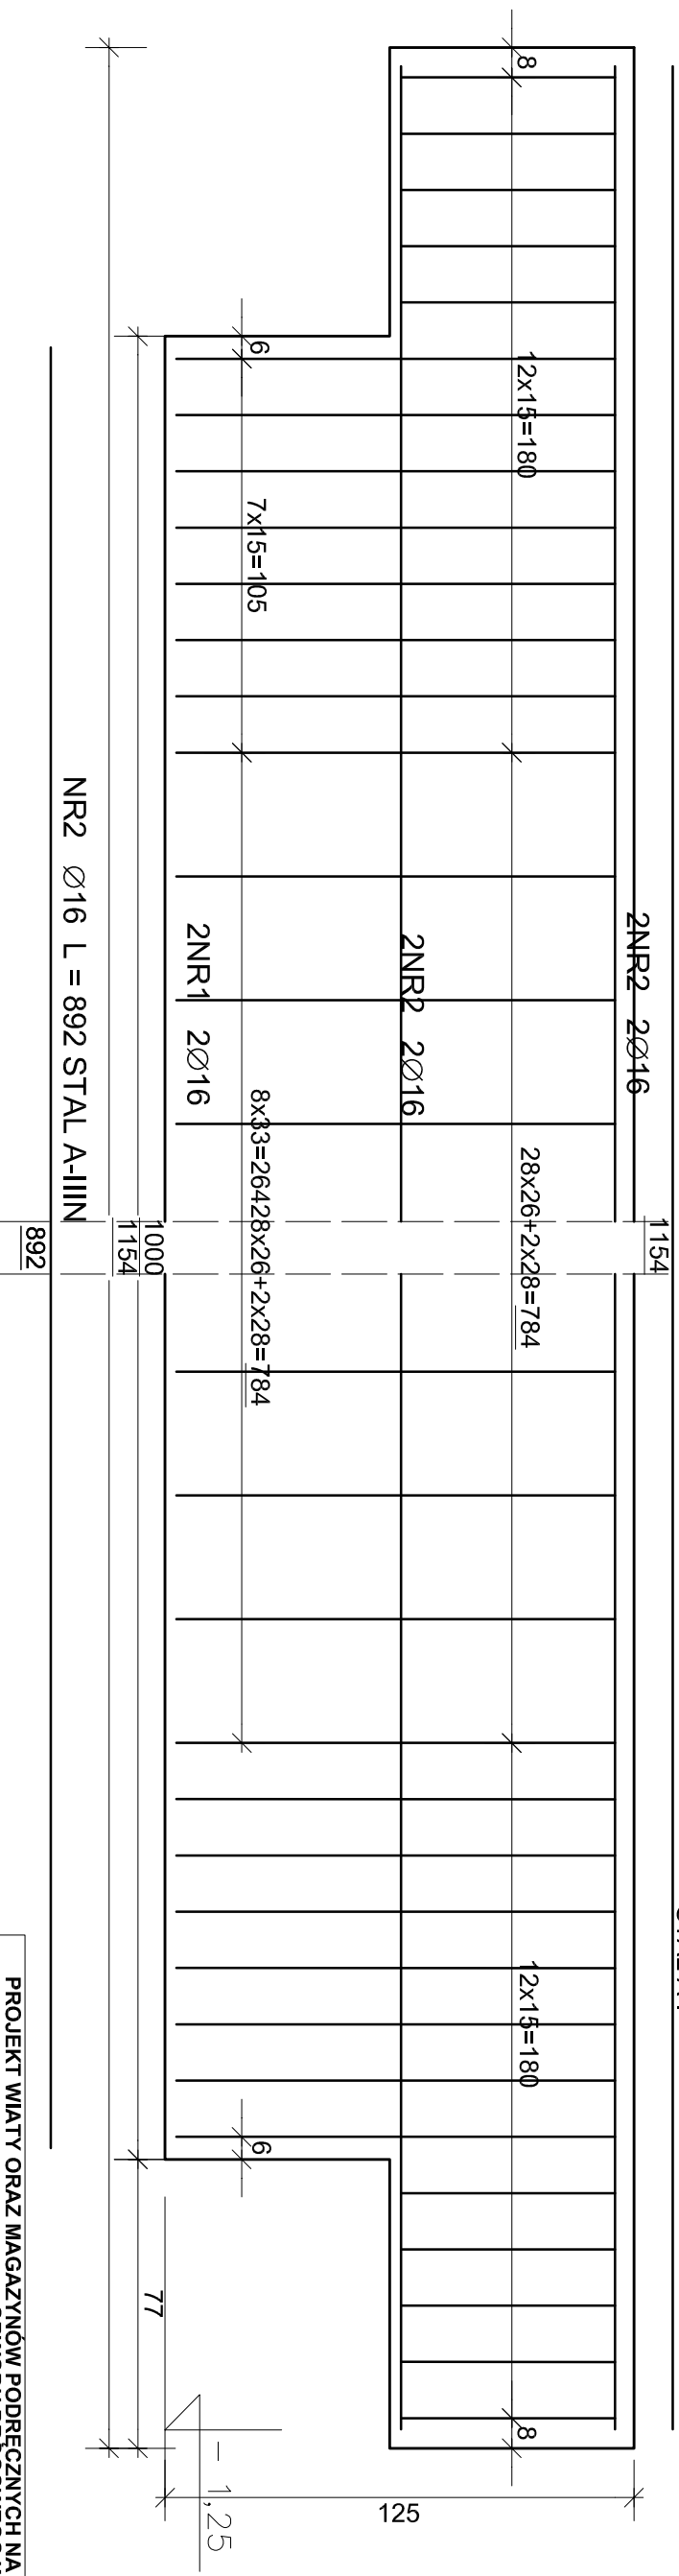 1154
2NR2 2Ø16
8
12x15=180
28x26+2x28=784
12x15=180
8
2NR2 2Ø16
125
6
7x15=105
8x33=26428x26+2x28=784
6
2NR1 2Ø16
- 1,25
1000
77
1154
NR2 Ø16 L = 892 STAL A-IIIN
892
PROJEKT WIATY ORAZ MAGAZYNÓW PODRĘCZNYCH NA